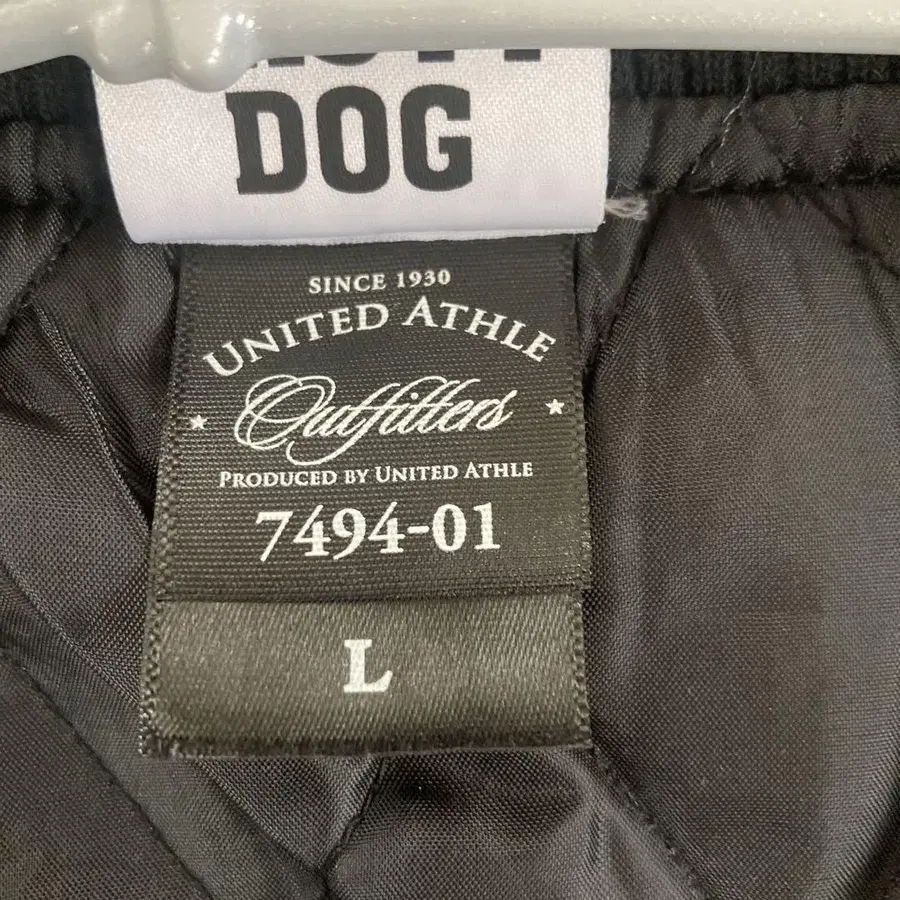 DOG
SINCE 1930
UNITED ATHLE
Outfitters
PRODUCED BY UNITED ATHLE
7494-01
L